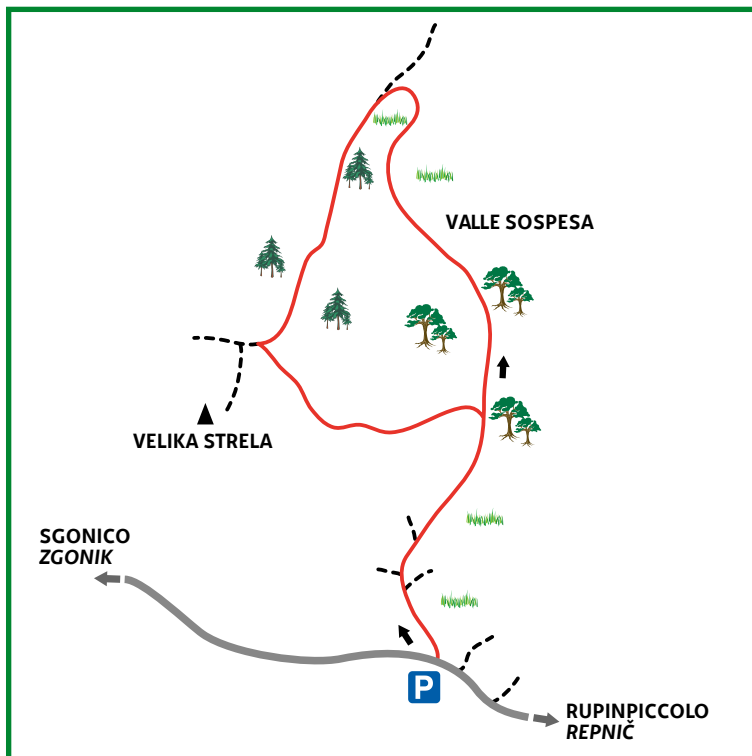 VALLE SOSPESA
VELIKA STRELA
SGONICO
ZGONIK
P
RUPINPICCOLO
REPNIČ